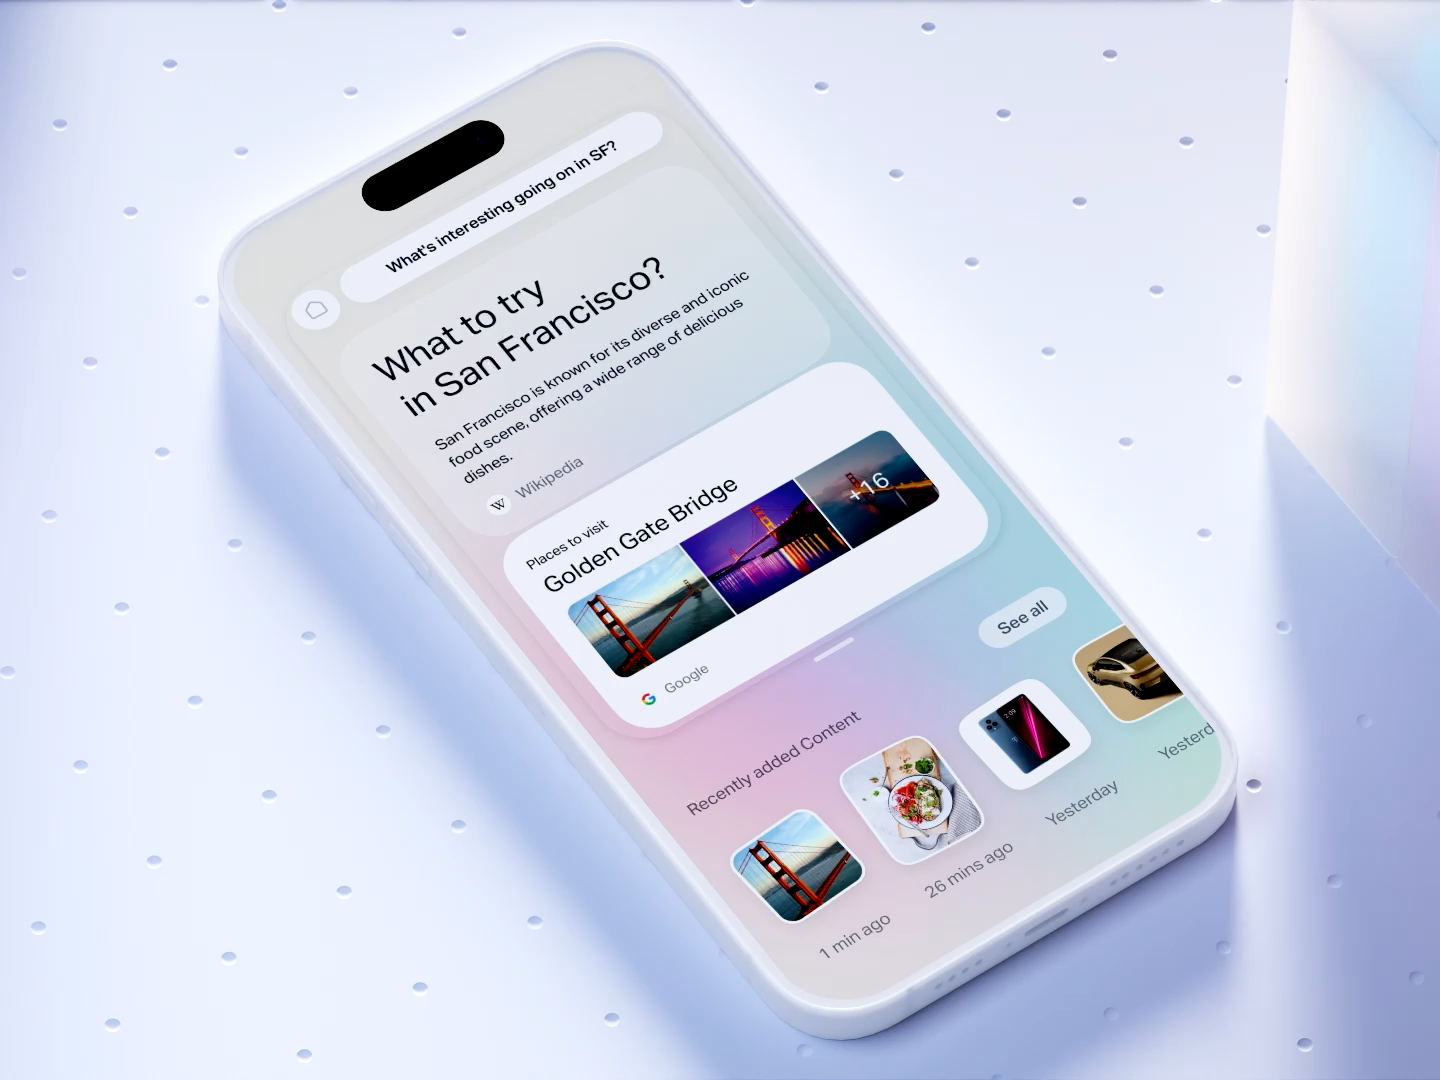 What's interesting going on in SF?
What to try
in San Francisco?
San Francisco is known for its diverse and iconic
food scene, offering a wide range of delicious
dishes.
W Wikipedia
Places to visit
Golden Gate Bridge
+16
G Google
See all
Recently added Content
2:09
1 min ago
26 mins ago
Yesterday
Yesterd